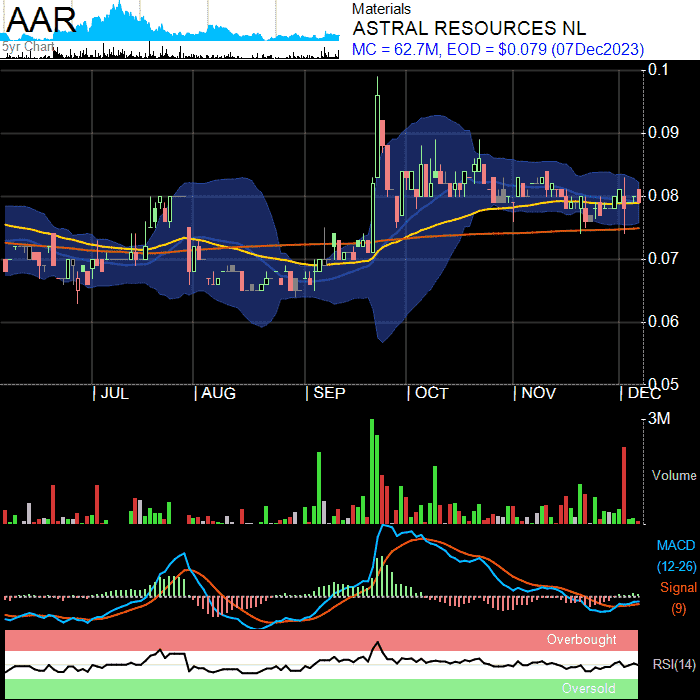 AAR
5yr Chart
Materials
ASTRAL RESOURCES NL
MC = 62.7M, EOD = $0.079 (07Dec2023)
0.1
0.09
0.08
0.07
0.06
0.05
| JUL | AUG | SEP | OCT | NOV | DEC
3M
Volume
MACD
(12-26)
Signal
(9)
Overbought
RSI(14)
Oversold